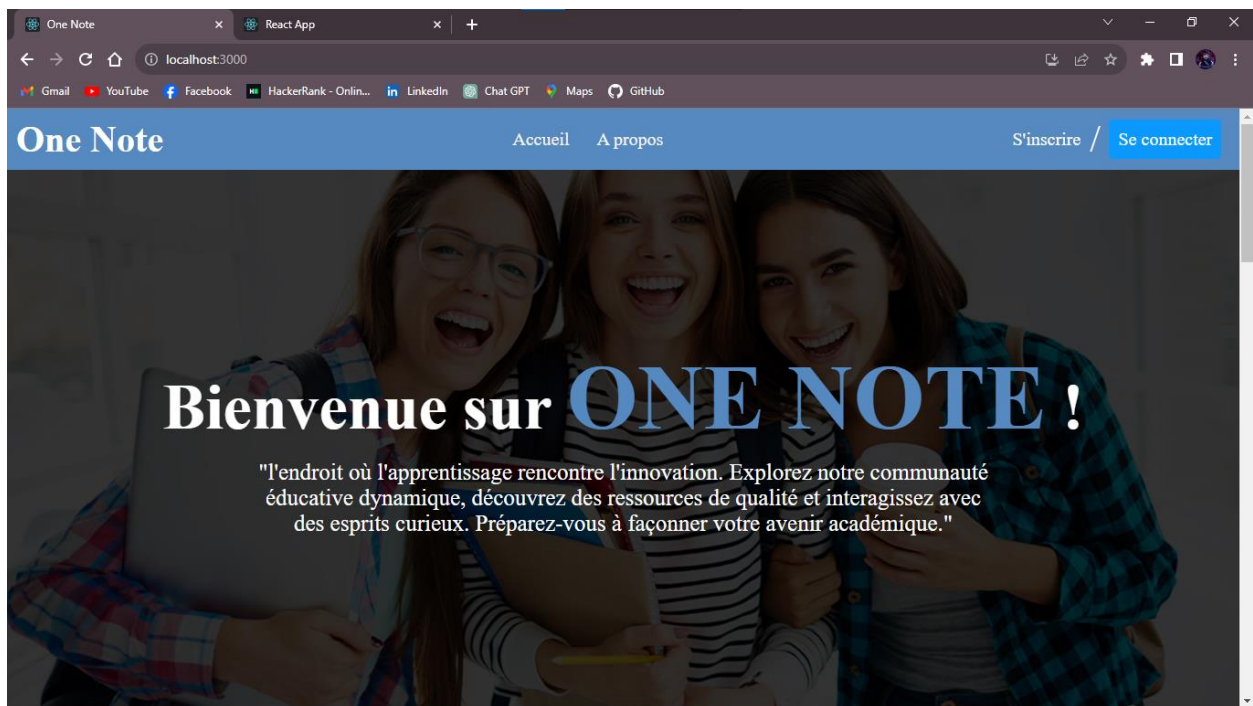 One Note
React App
localhost:3000
Gmail YouTube Facebook HackerRank - Onlin... LinkedIn Chat GPT Maps GitHub
One Note Accueil A propos S'inscrire / Se connecter
Bienvenue sur ONE NOTE !
"l'endroit où l'apprentissage rencontre l'innovation. Explorez notre communauté
éducative dynamique, découvrez des ressources de qualité et interagissez avec
des esprits curieux. Préparez-vous à façonner votre avenir académique."